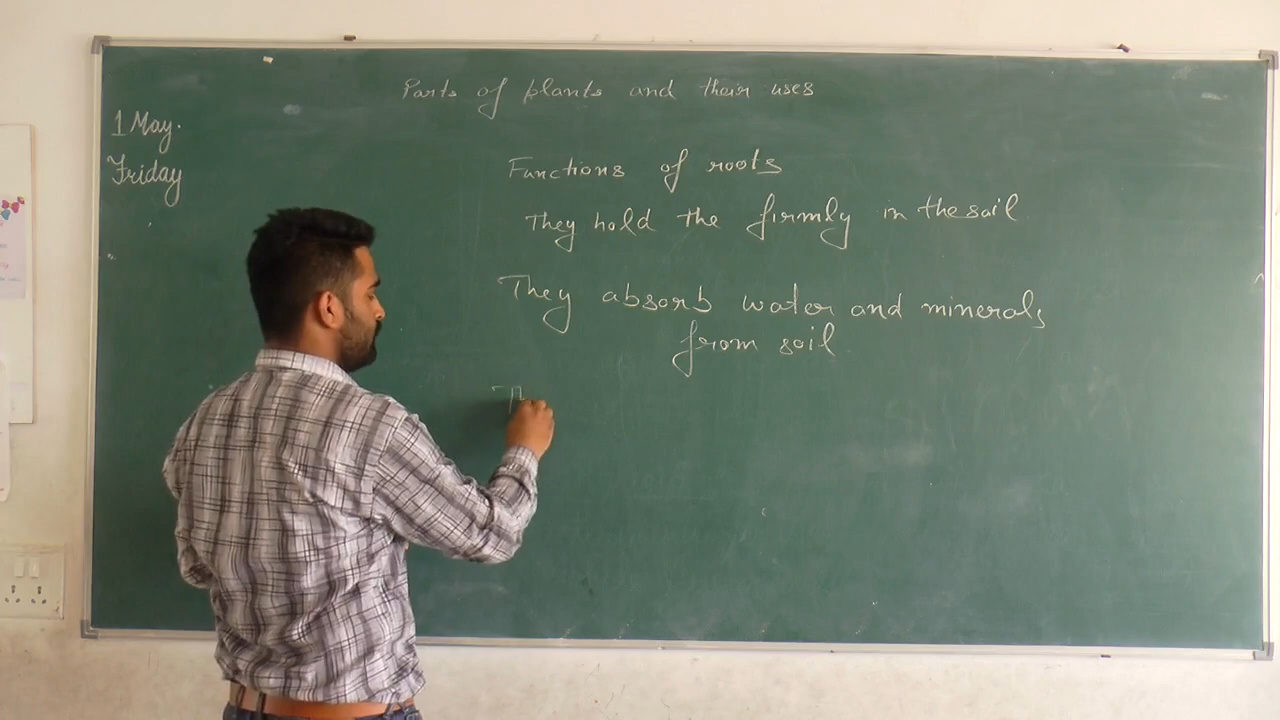 Parts of plants and their uses
1 May.
Friday
Functions of roots
They hold the firmly in the soil
They absorb water and minerals
from soil